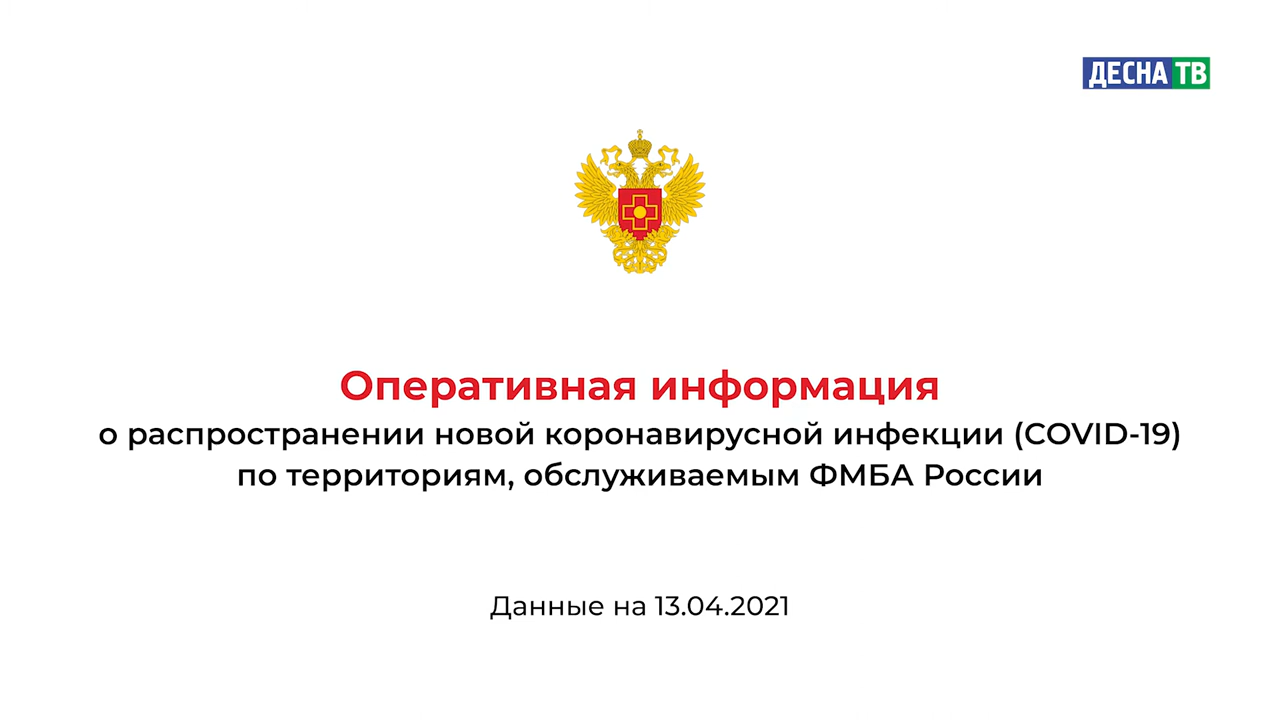 ДЕСНА ТВ
Оперативная информация
о распространении новой коронавирусной инфекции (COVID-19)
по территориям, обслуживаемым ФМБА России
Данные на 13.04.2021